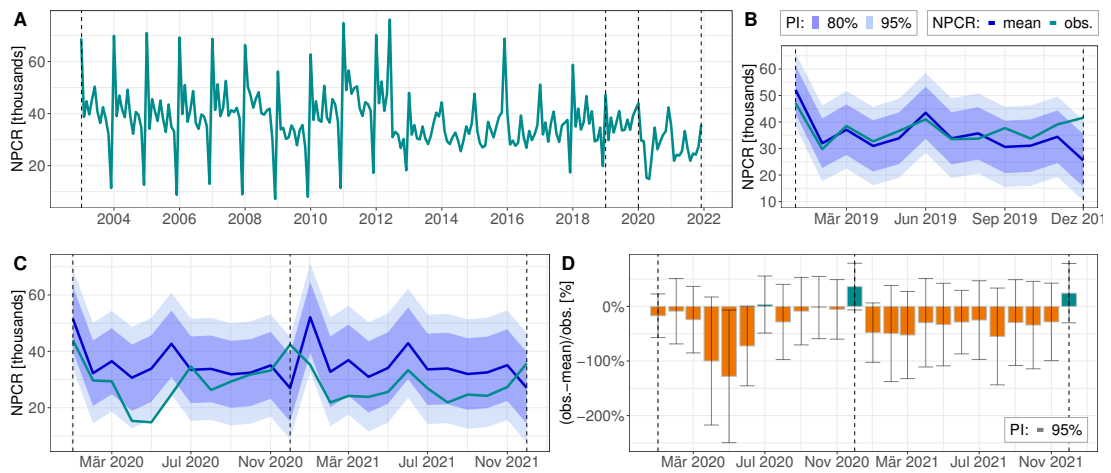 A
NPCR [thousands]
60
40
20
2004 2006 2008 2010 2012 2014 2016 2018 2020 2022
B
PI: 80% 95%
NPCR: mean obs.
NPCR [thousands]
60
50
40
30
20
10
Mär 2019 Jun 2019 Sep 2019 Dez 201
C
NPCR [thousands]
60
40
20
Mär 2020 Jul 2020 Nov 2020 Mär 2021 Jul 2021 Nov 2021
D
(obs.−mean)/obs. [%]
0%
−100%
−200%
PI: 95%
Mär 2020 Jul 2020 Nov 2020 Mär 2021 Jul 2021 Nov 2021